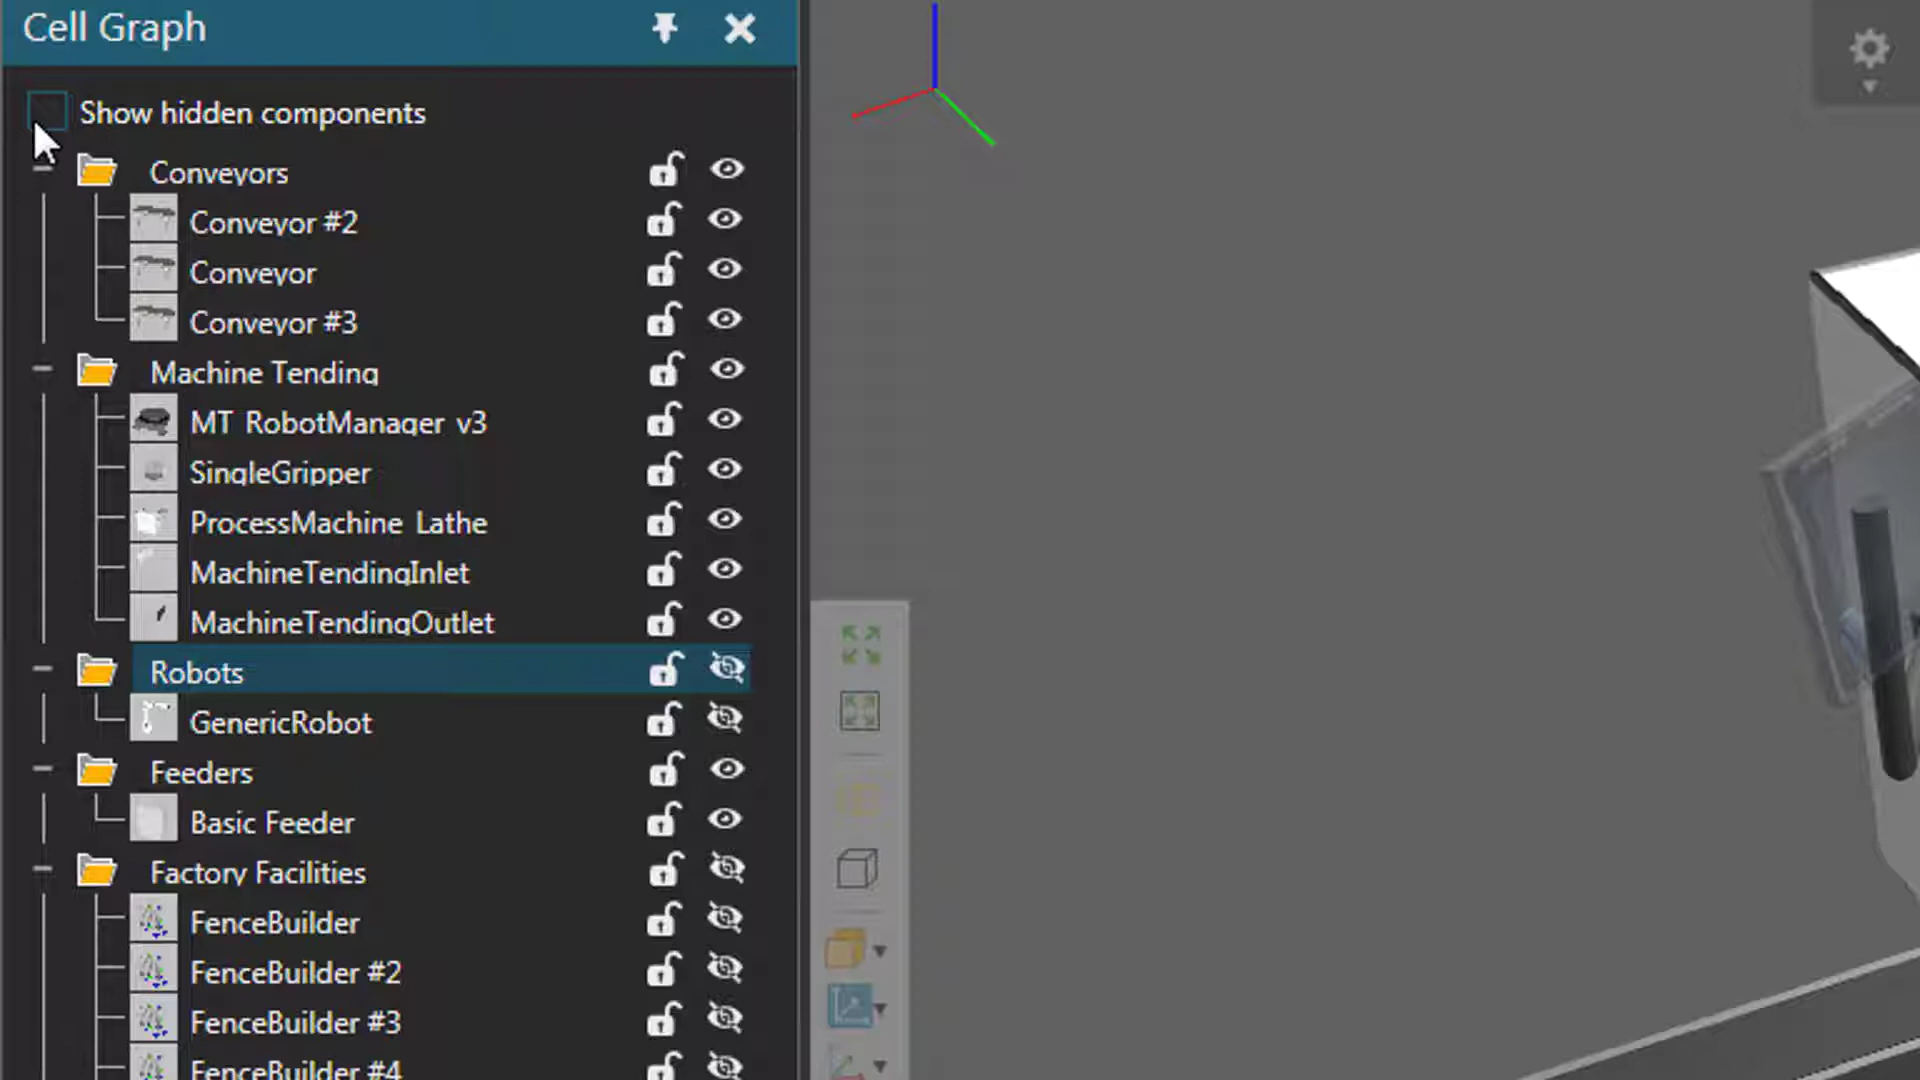 Cell Graph
Show hidden components
Conveyors
Conveyor #2
Conveyor
Conveyor #3
Machine Tending
MT RobotManager v3
SingleGripper
ProcessMachine Lathe
MachineTendingInlet
MachineTendingOutlet
Robots
GenericRobot
Feeders
Basic Feeder
Factory Facilities
FenceBuilder
FenceBuilder #2
FenceBuilder #3
FenceBuilder #4